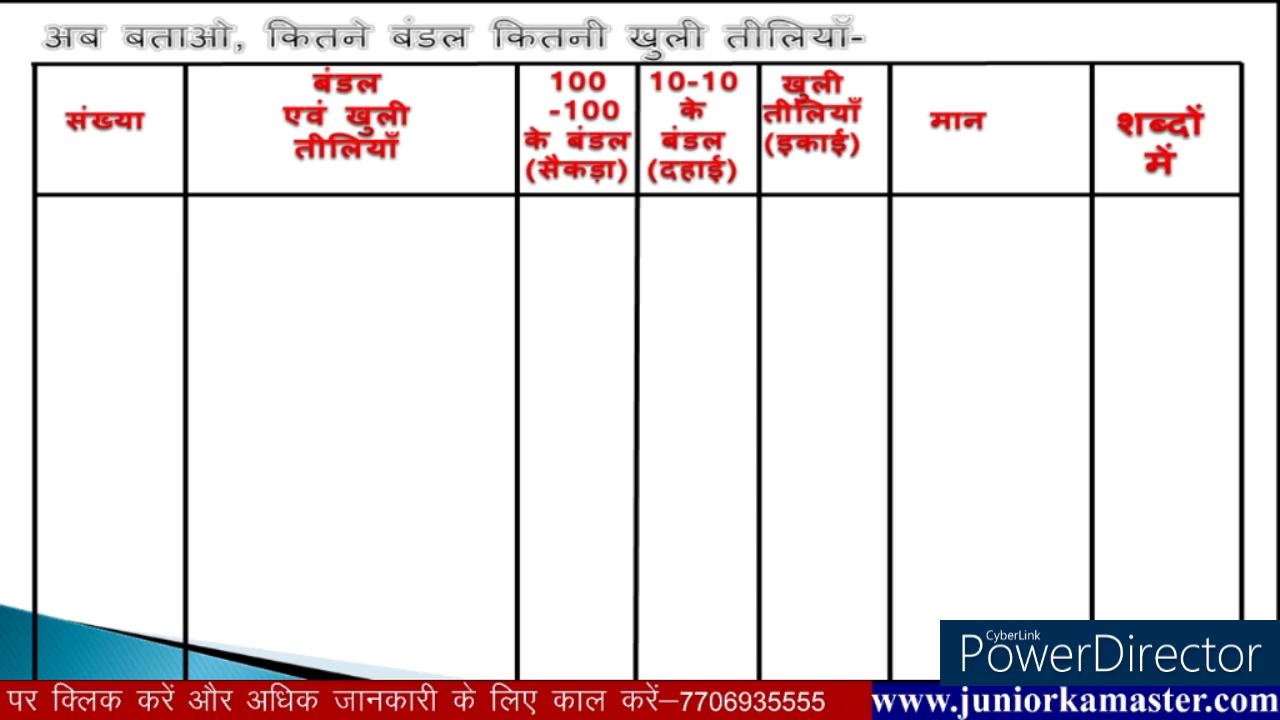 अब बताओ, कितने बंडल कितनी खुली तीलियाँ-
संख्या
बंडल
एवं खुली
तीलियाँ
100
-100
के बंडल
(सैकड़ा)
10-10
के
बंडल
(दहाई)
खुली
तीलियाँ
(इकाई)
मान
शब्दों
में
CyberLink
PowerDirector
पर क्लिक करें और अधिक जानकारी के लिए काल करें–7706935555
www.juniorkamaster.com